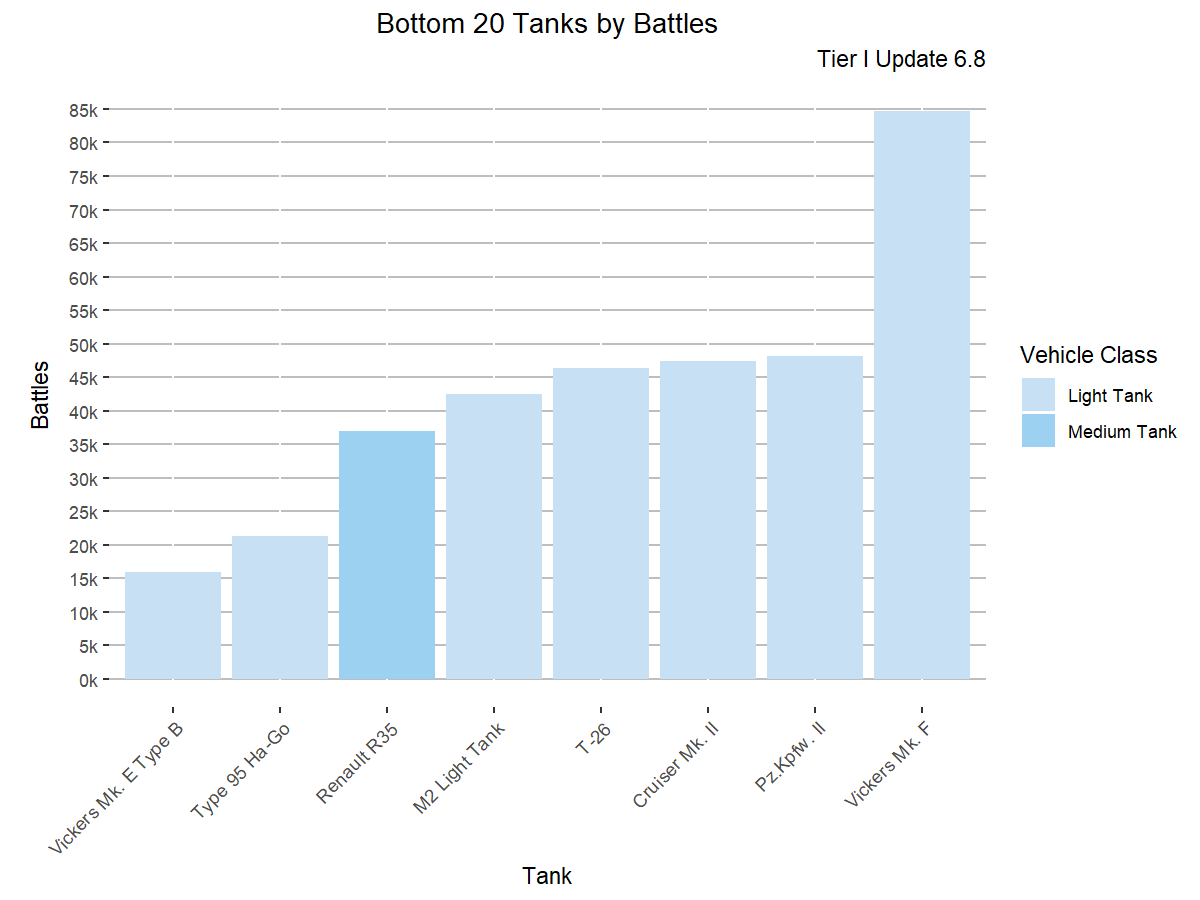 Bottom 20 Tanks by Battles
Tier I Update 6.8
Battles
85k
80k
75k
70k
65k
60k
55k
50k
45k
40k
35k
30k
25k
20k
15k
10k
5k
0k
Vickers Mk. E Type B
Type 95 Ha-Go
Renault R35
M2 Light Tank
T-26
Cruiser Mk. II
Pz.Kpfw. II
Vickers Mk. F
Tank
Vehicle Class
Light Tank
Medium Tank